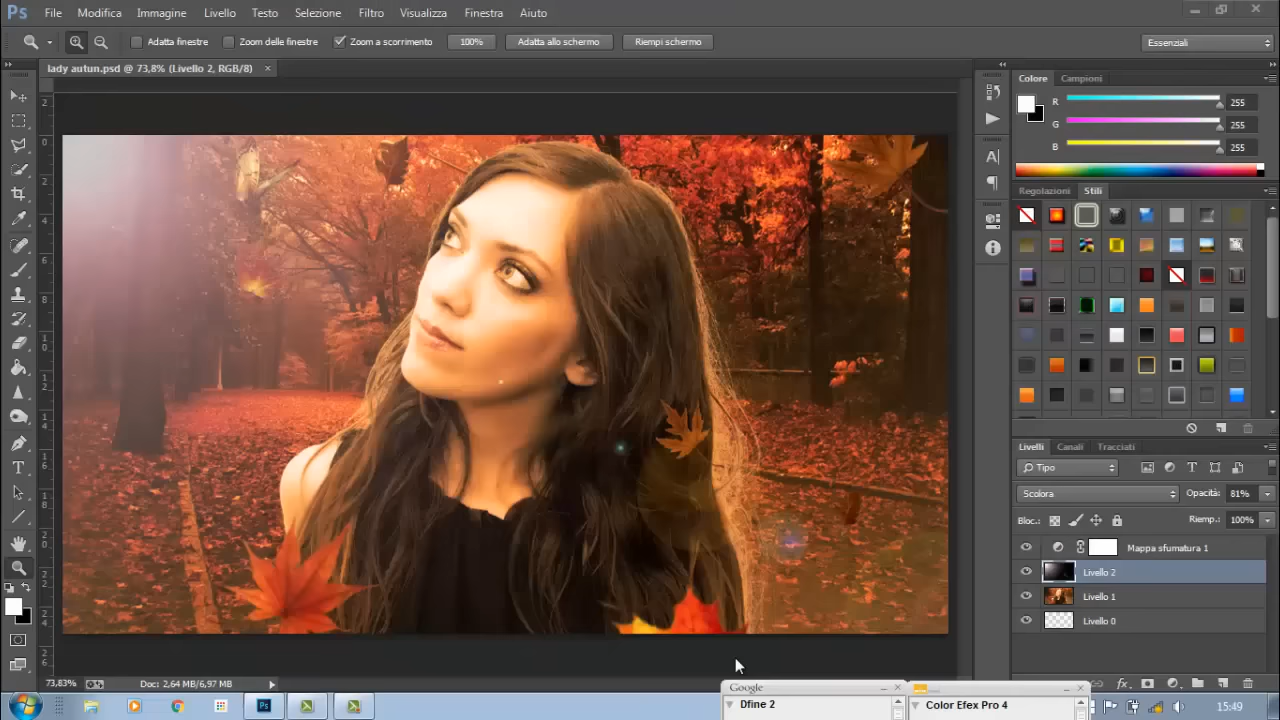 Ps File Modifica Immagine Livello Testo Selezione Filtro Visualizza Finestra Aiuto
Adatta finestre Zoom delle finestre Zoom a scorrimento 100% Adatta allo schermo Riempi schermo Essenziali
lady autun.psd @ 73,8% (Livello 2, RGB/8) ×
Colore Campioni
R 255
G 255
B 255
Regolazioni Stili
Livelli Canali Tracciati
Tipo
Scolora Opacità: 81%
Bloc.: Riemp.: 100%
Mappa sfumatura 1
Livello 2
Livello 1
Livello 0
73,83% Doc: 2,64 MB/6,97 MB
Google
Dfine 2
Color Efex Pro 4
15:49